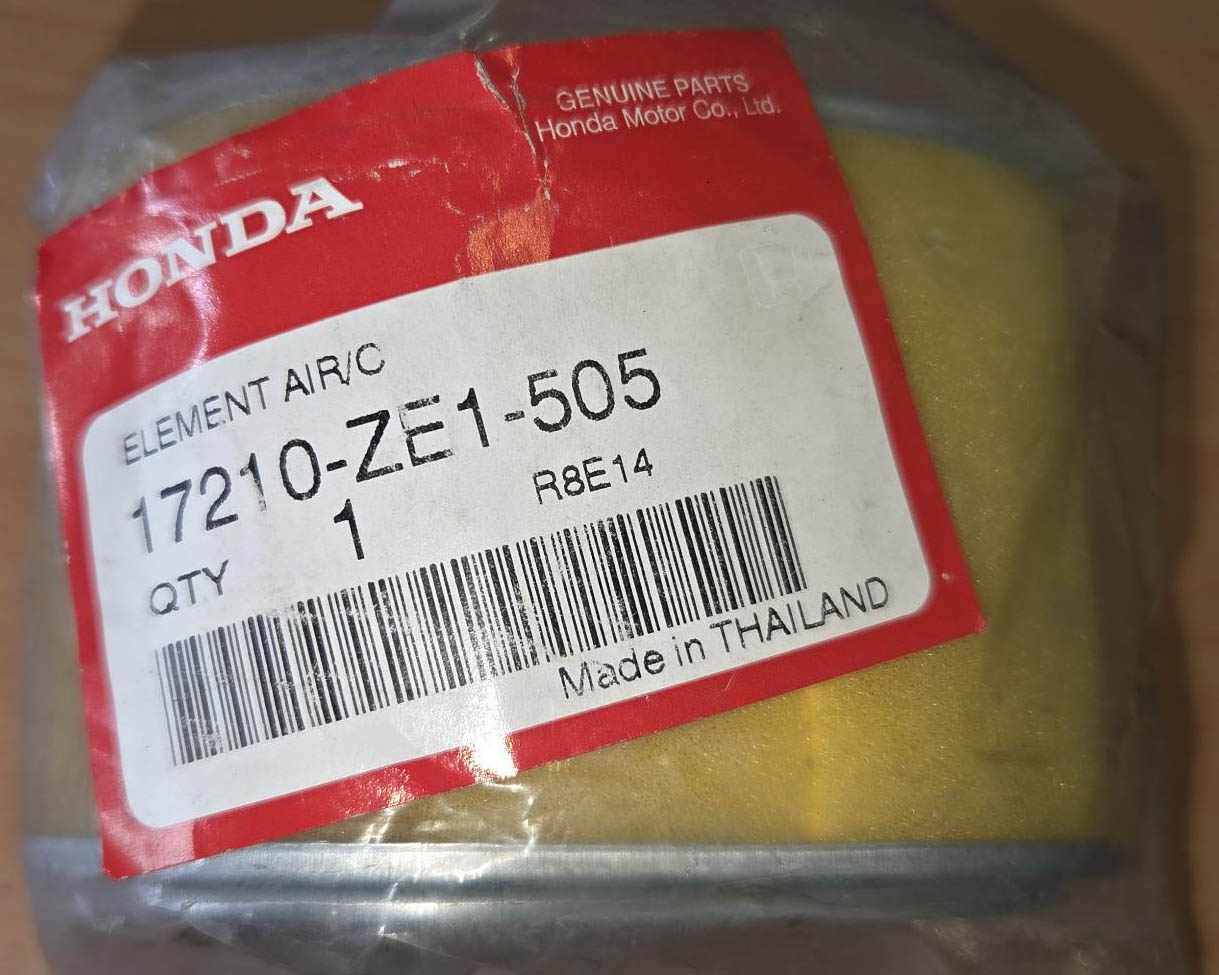 GENUINE PARTS
Honda Motor Co., Ltd.
HONDA
ELEMENT AIR/C
17210-ZE1-505
1 R8E14
QTY
Made in THAILAND